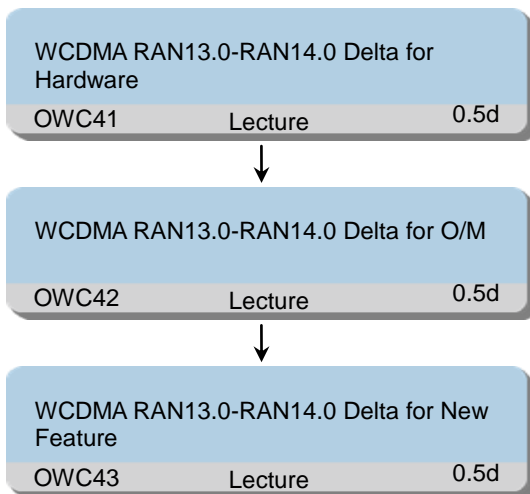 WCDMA RAN13.0-RAN14.0 Delta for
Hardware
OWC41 Lecture 0.5d
WCDMA RAN13.0-RAN14.0 Delta for O/M
OWC42 Lecture 0.5d
WCDMA RAN13.0-RAN14.0 Delta for New
Feature
OWC43 Lecture 0.5d